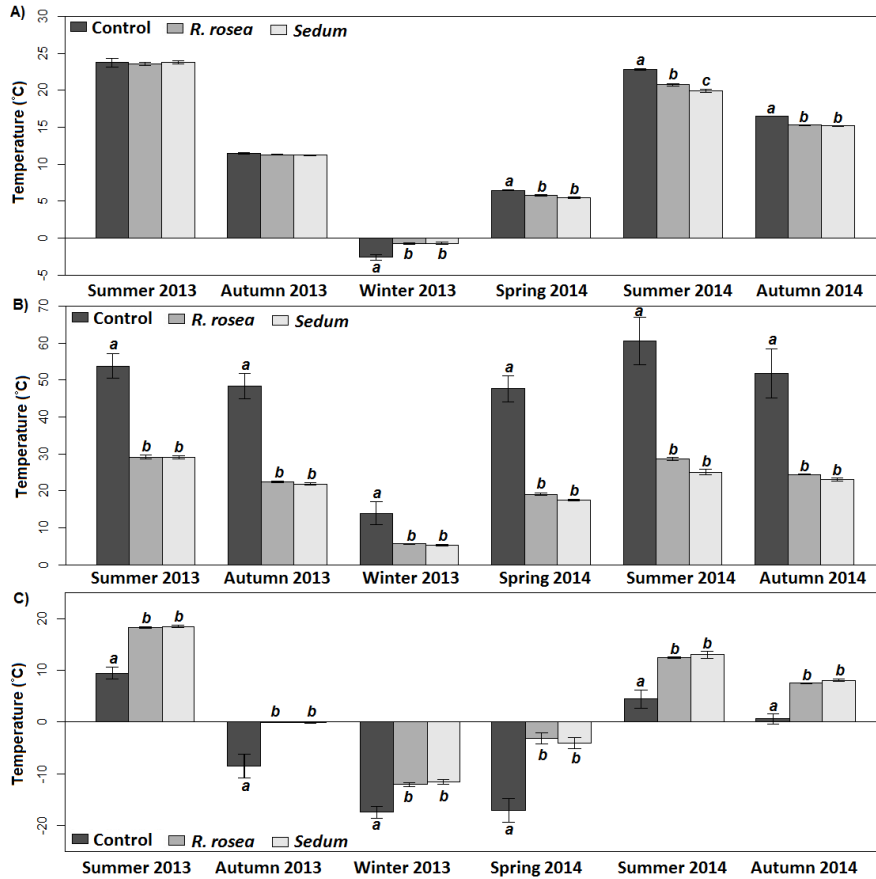 A)
Control R. rosea Sedum
Temperature (˚C)
30
25
20
15
10
5
0
-5
a b b
a b b
a b c
a b b
Summer 2013 Autumn 2013 Winter 2013 Spring 2014 Summer 2014 Autumn 2014
B)
Control R. rosea Sedum
Temperature (˚C)
70
60
50
40
30
20
10
0
a b b
a b b
a b b
a b b
a b b
a b b
Summer 2013 Autumn 2013 Winter 2013 Spring 2014 Summer 2014 Autumn 2014
C)
Temperature (˚C)
20
10
0
-10
-20
a b b
a b b
a b b
a b b
a b b
a b b
Control R. rosea Sedum
Summer 2013 Autumn 2013 Winter 2013 Spring 2014 Summer 2014 Autumn 2014